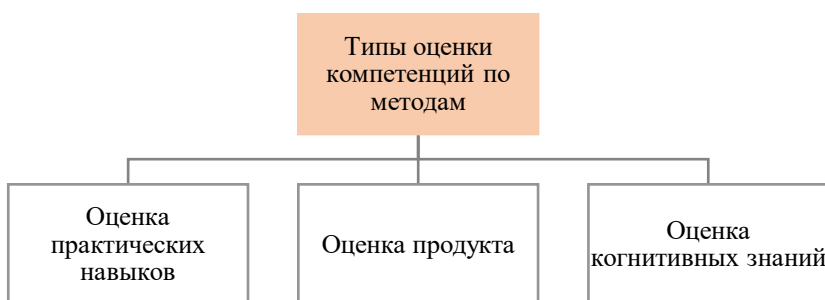 Типы оценки
компетенций по
методам
Оценка
практических
навыков
Оценка продукта
Оценка
когнитивных знаний